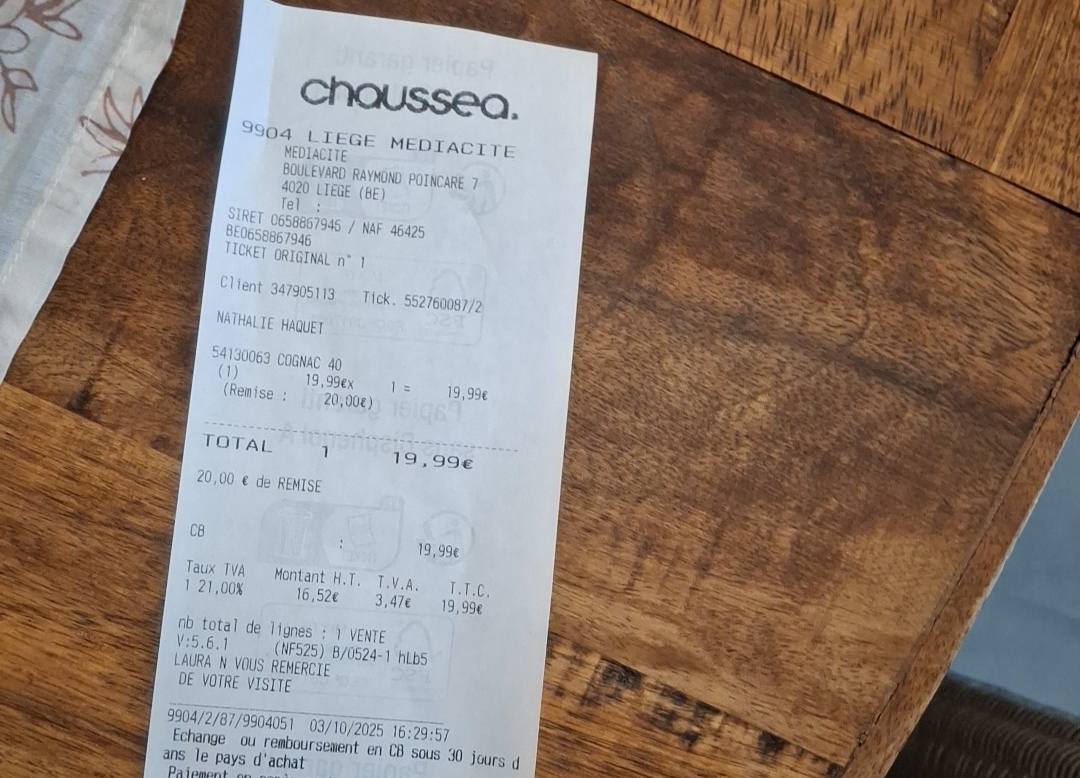 chaussea.
9904 LIEGE MEDIACITE
MEDIACITE
BOULEVARD RAYMOND POINCARE 7
4020 LIEGE (BE)
Tel :
SIRET 0658867946 / NAF 46425
BE0658867946
TICKET ORIGINAL n° 1
Client 347905113 Tick. 552760087/2
NATHALIE HAQUET
54130063 COGNAC 40
(1) 19,99€x 1 = 19,99€
(Remise : 20,00€)
TOTAL 1 19,99€
20,00 € de REMISE
CB : 19,99€
Taux TVA Montant H.T. T.V.A. T.T.C.
1 21,00% 16,52€ 3,47€ 19,99€
nb total de lignes : 1 VENTE
V:5.6.1 (NF525) B/0524-1 hLb5
LAURA N VOUS REMERCIE
DE VOTRE VISITE
9904/2/87/9904051 03/10/2025 16:29:57
Echange ou remboursement en CB sous 30 jours d
ans le pays d'achat
Paiement en